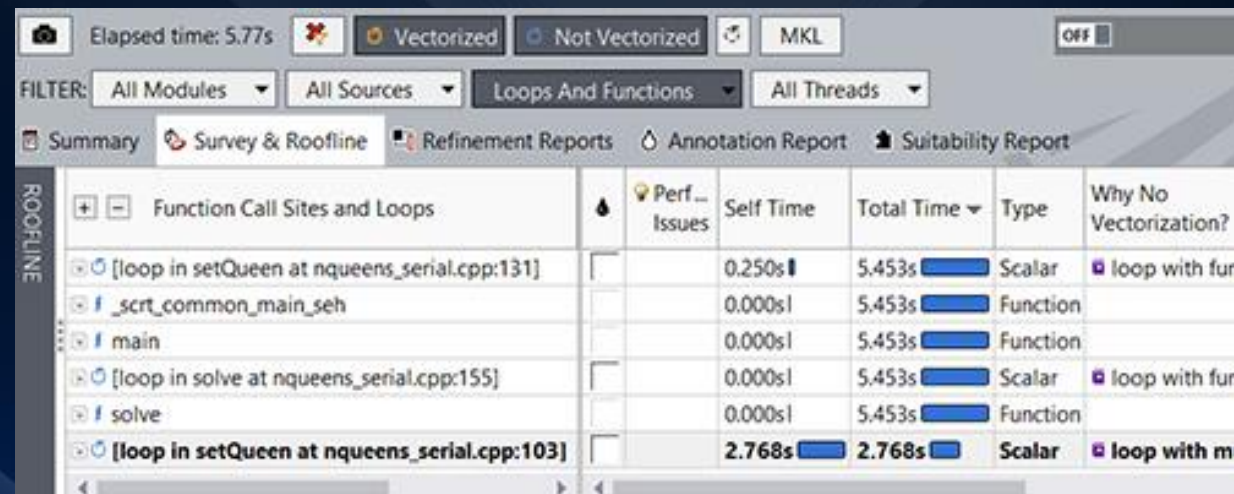 Elapsed time: 5.77s Vectorized Not Vectorized MKL OFF
FILTER: All Modules All Sources Loops And Functions All Threads
Summary Survey & Roofline Refinement Reports Annotation Report Suitability Report
ROOFLINE
+ - Function Call Sites and Loops Perf... Issues Self Time Total Time Type Why No Vectorization?
[loop in setQueen at nqueens_serial.cpp:131] 0.250s 5.453s Scalar loop with fur
_scrt_common_main_seh 0.000s 5.453s Function
main 0.000s 5.453s Function
[loop in solve at nqueens_serial.cpp:155] 0.000s 5.453s Scalar loop with fur
solve 0.000s 5.453s Function
[loop in setQueen at nqueens_serial.cpp:103] 2.768s 2.768s Scalar loop with m